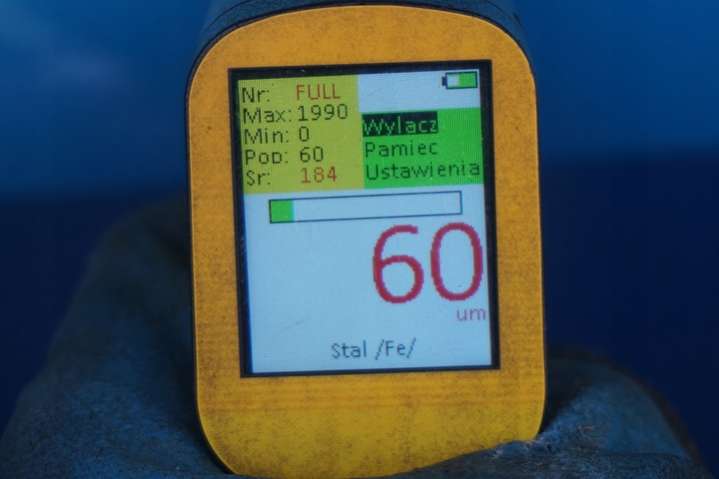 Nr: FULL
Max: 1990
Min: 0
Pop: 60
Sr: 184
Wylacz
Pamiec
Ustawienia
60
um
Stal /Fe/